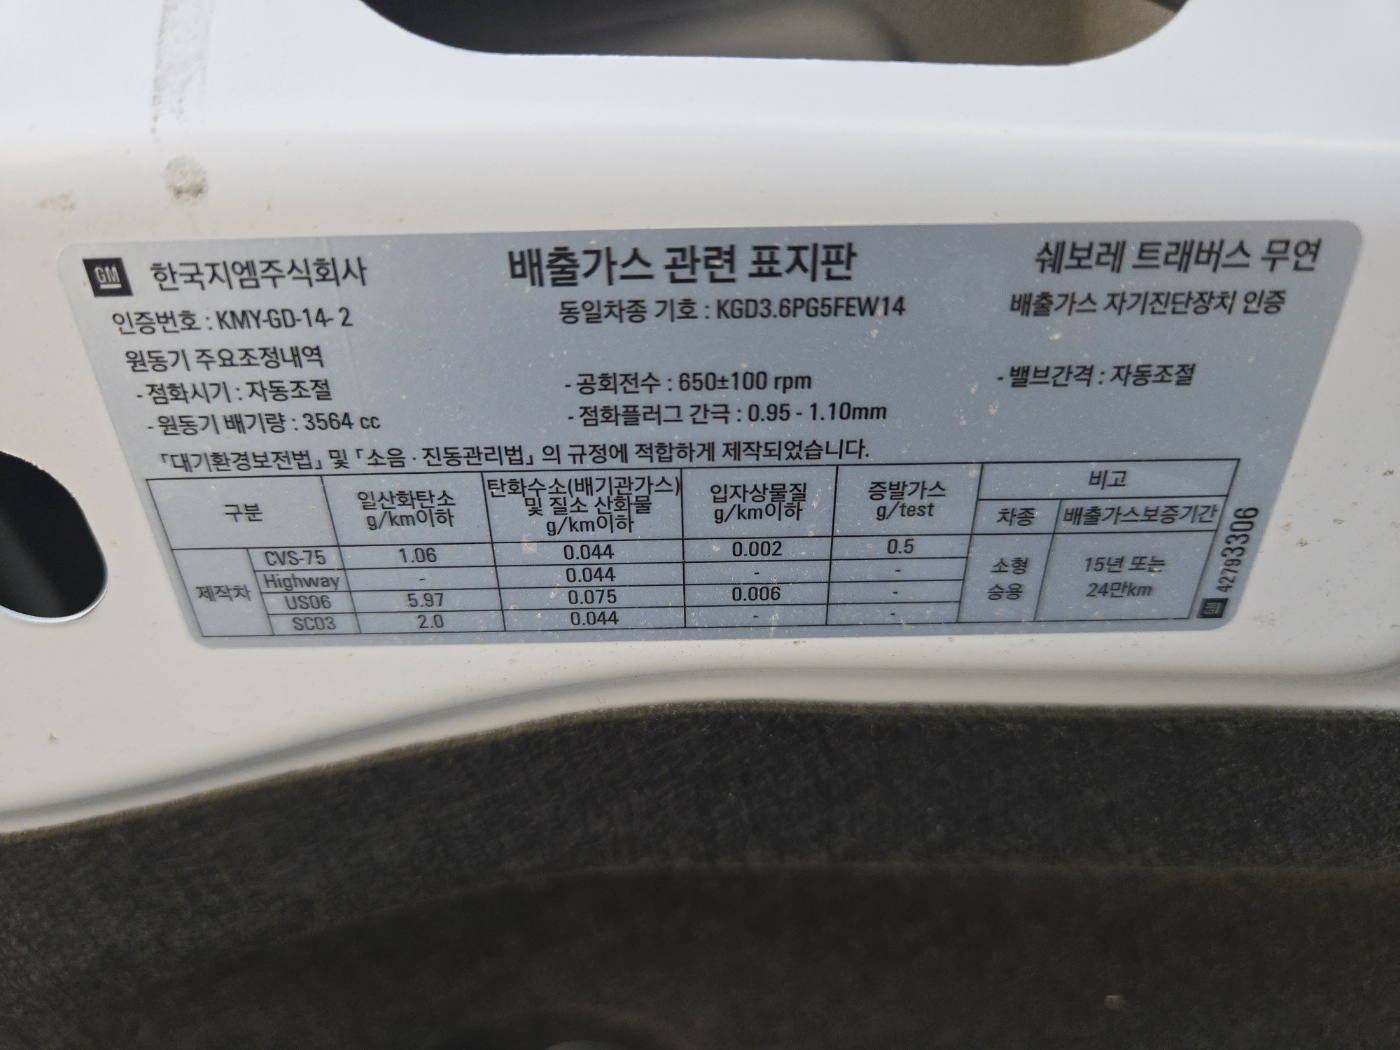 GM 한국지엠주식회사 배출가스 관련 표지판 쉐보레 트래버스 무연
인증번호 : KMY-GD-14-2 동일차종 기호 : KGD3.6PG5FEW14 배출가스 자기진단장치 인증
원동기 주요조정내역
- 점화시기 : 자동조절 - 공회전수 : 650±100 rpm - 밸브간격 : 자동조절
- 원동기 배기량 : 3564 cc - 점화플러그 간극 : 0.95 - 1.10mm
「대기환경보전법」 및 「소음 · 진동관리법」 의 규정에 적합하게 제작되었습니다.
구분 일산화탄소 g/km이하 탄화수소(배기관가스) 및 질소 산화물 g/km이하 입자상물질 g/km이하 증발가스 g/test 비고
차종 배출가스보증기간
제작차 CVS-75 1.06 0.044 0.002 0.5 소형 승용 15년 또는 24만km
Highway - 0.044 - -
US06 5.97 0.075 0.006 -
SC03 2.0 0.044 - -
GM 42793306